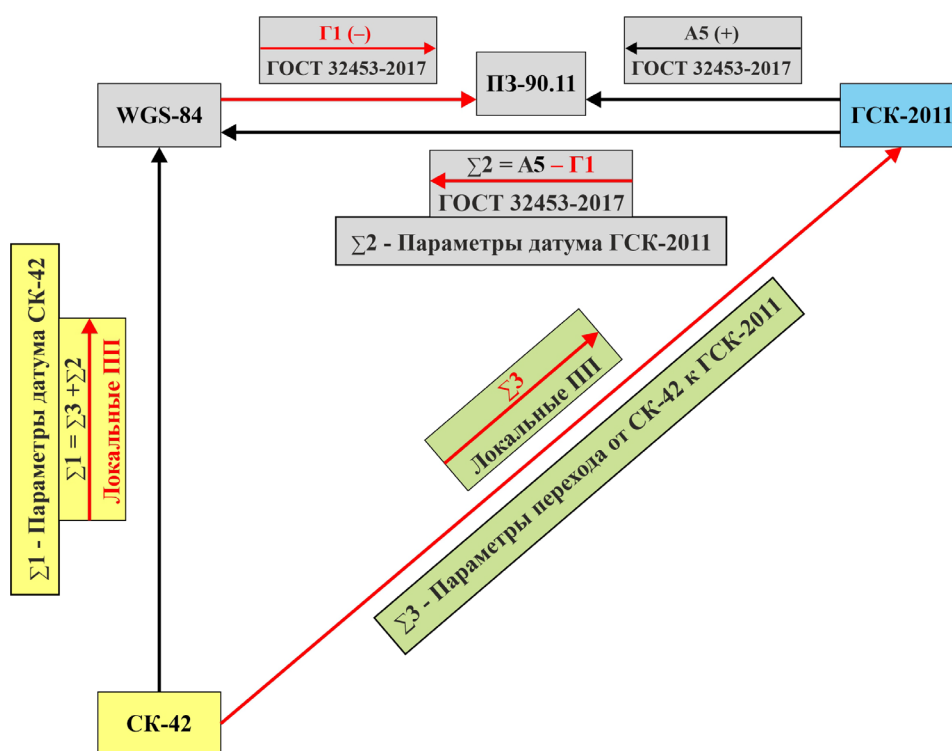 Г1 (–)
ГОСТ 32453-2017
А5 (+)
ГОСТ 32453-2017
ПЗ-90.11
WGS-84
ГСК-2011
∑2 = А5 – Г1
ГОСТ 32453-2017
∑2 - Параметры датума ГСК-2011
∑1 - Параметры датума СК-42
∑1 = ∑3 +∑2
Локальные ПП
∑3
Локальные ПП
∑3 - Параметры перехода от СК-42 к ГСК-2011
СК-42